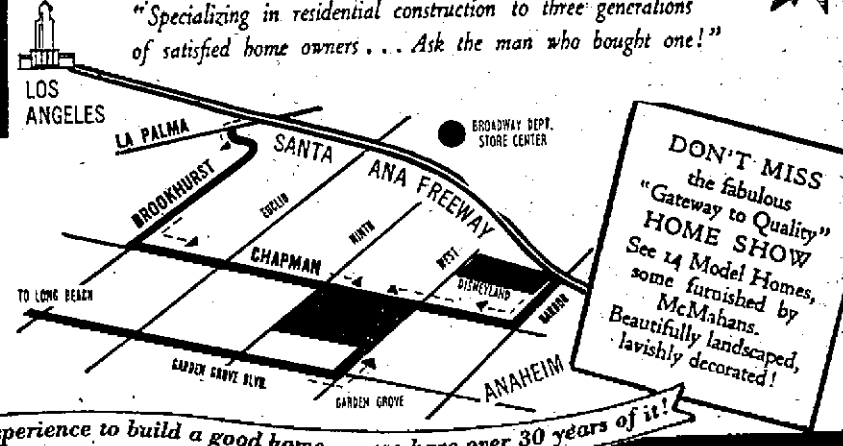 "Specializing in residential construction to three generations
of satisfied home owners . . . Ask the man who bought one!"
LOS
ANGELES
LA PALMA
SANTA
ANA FREEWAY
BROADWAY DEPT.
STORE CENTER
BROOKHURST
EUCLID
NINTH
WEST
CHAPMAN
DISNEYLAND
HARBOR
TO LONG BEACH
GARDEN GROVE BLVD.
GARDEN GROVE
ANAHEIM
DON'T MISS
the fabulous
"Gateway to Quality"
HOME SHOW
See 14 Model Homes,
some furnished by
McMahans.
Beautifully landscaped,
lavishly decorated!
experience to build a good home
have over 30 years of it!